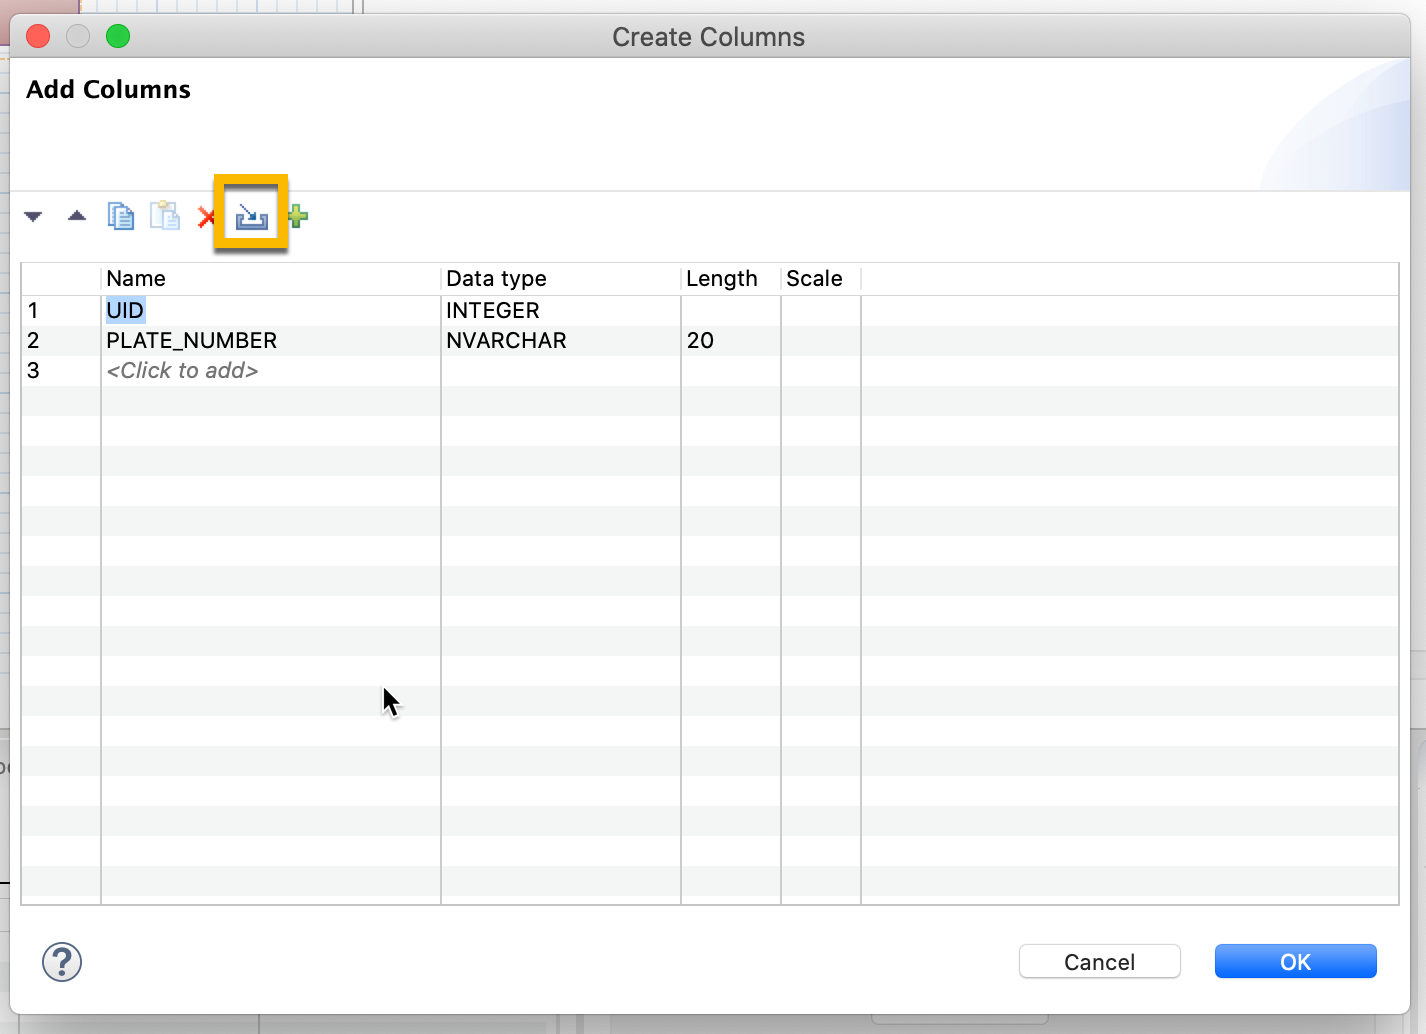 Create Columns
Add Columns
Name Data type Length Scale
1 UID INTEGER
2 PLATE_NUMBER NVARCHAR 20
3 <Click to add>
?
Cancel OK